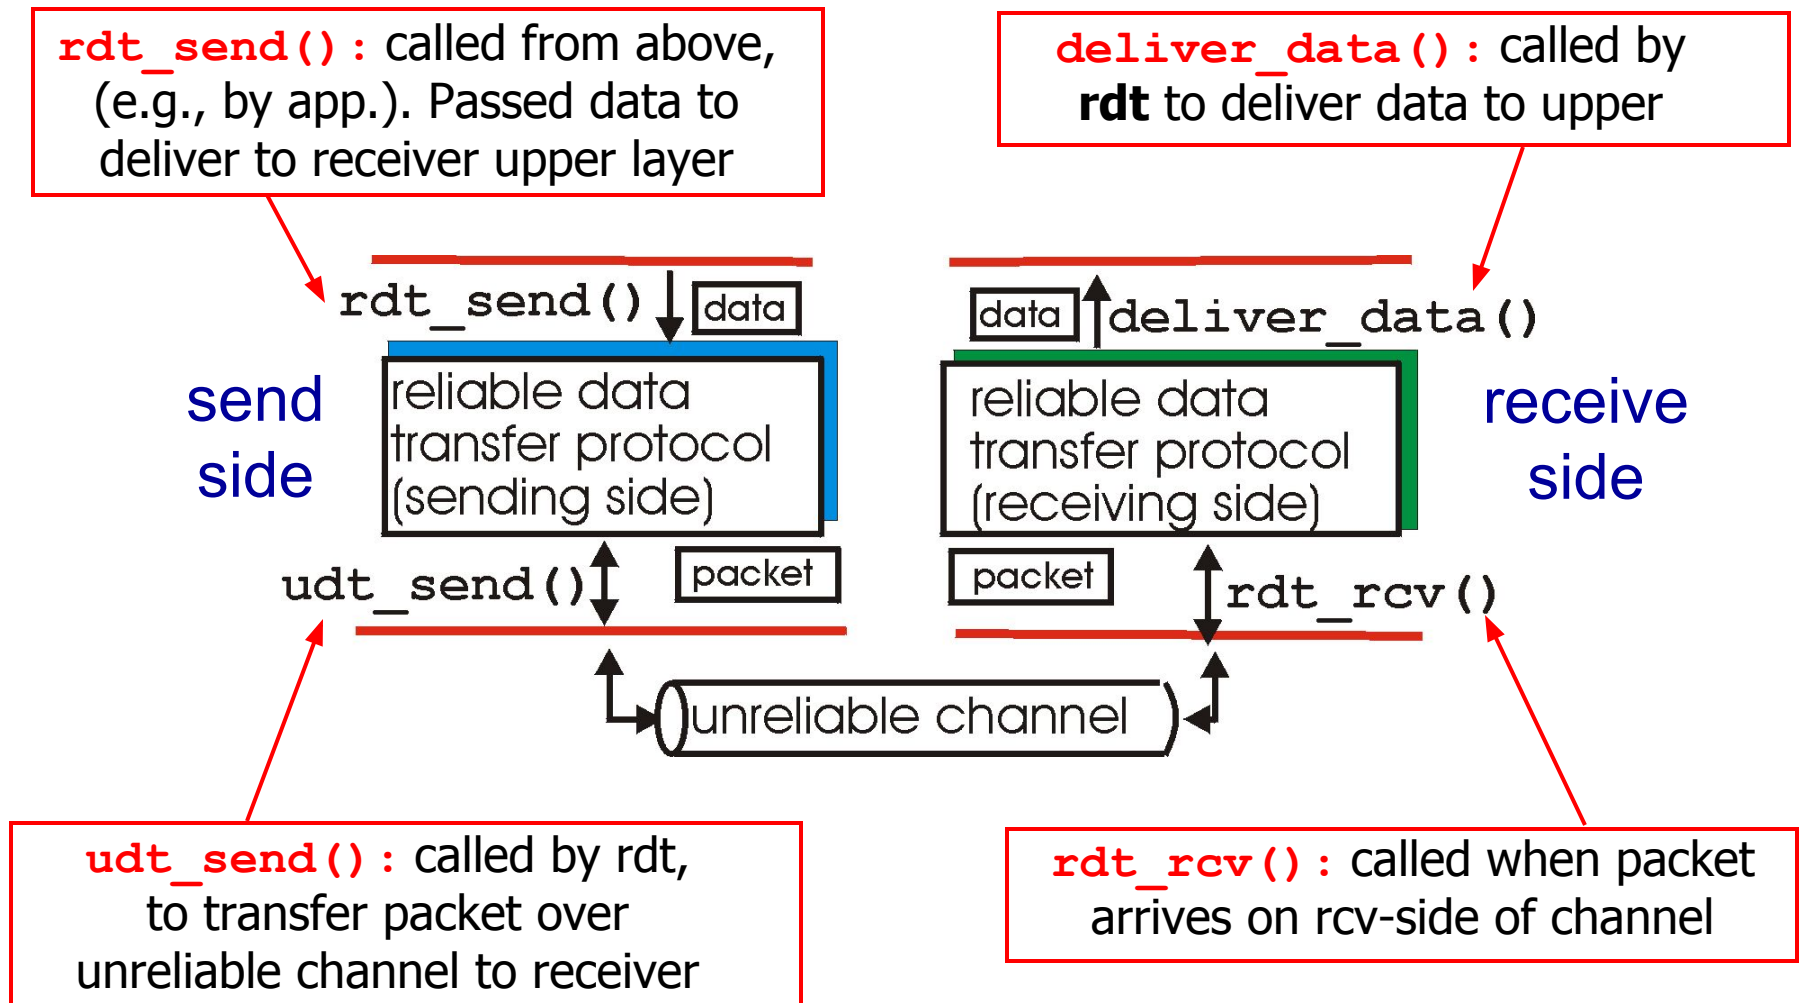 rdt_send(): called from above,
(e.g., by app.). Passed data to
deliver to receiver upper layer
deliver_data(): called by
rdt to deliver data to upper
rdt_send()
data
data
deliver_data()
send
side
reliable data
transfer protocol
(sending side)
reliable data
transfer protocol
(receiving side)
receive
side
udt_send()
packet
packet
rdt_rcv()
unreliable channel
udt_send(): called by rdt,
to transfer packet over
unreliable channel to receiver
rdt_rcv(): called when packet
arrives on rcv-side of channel